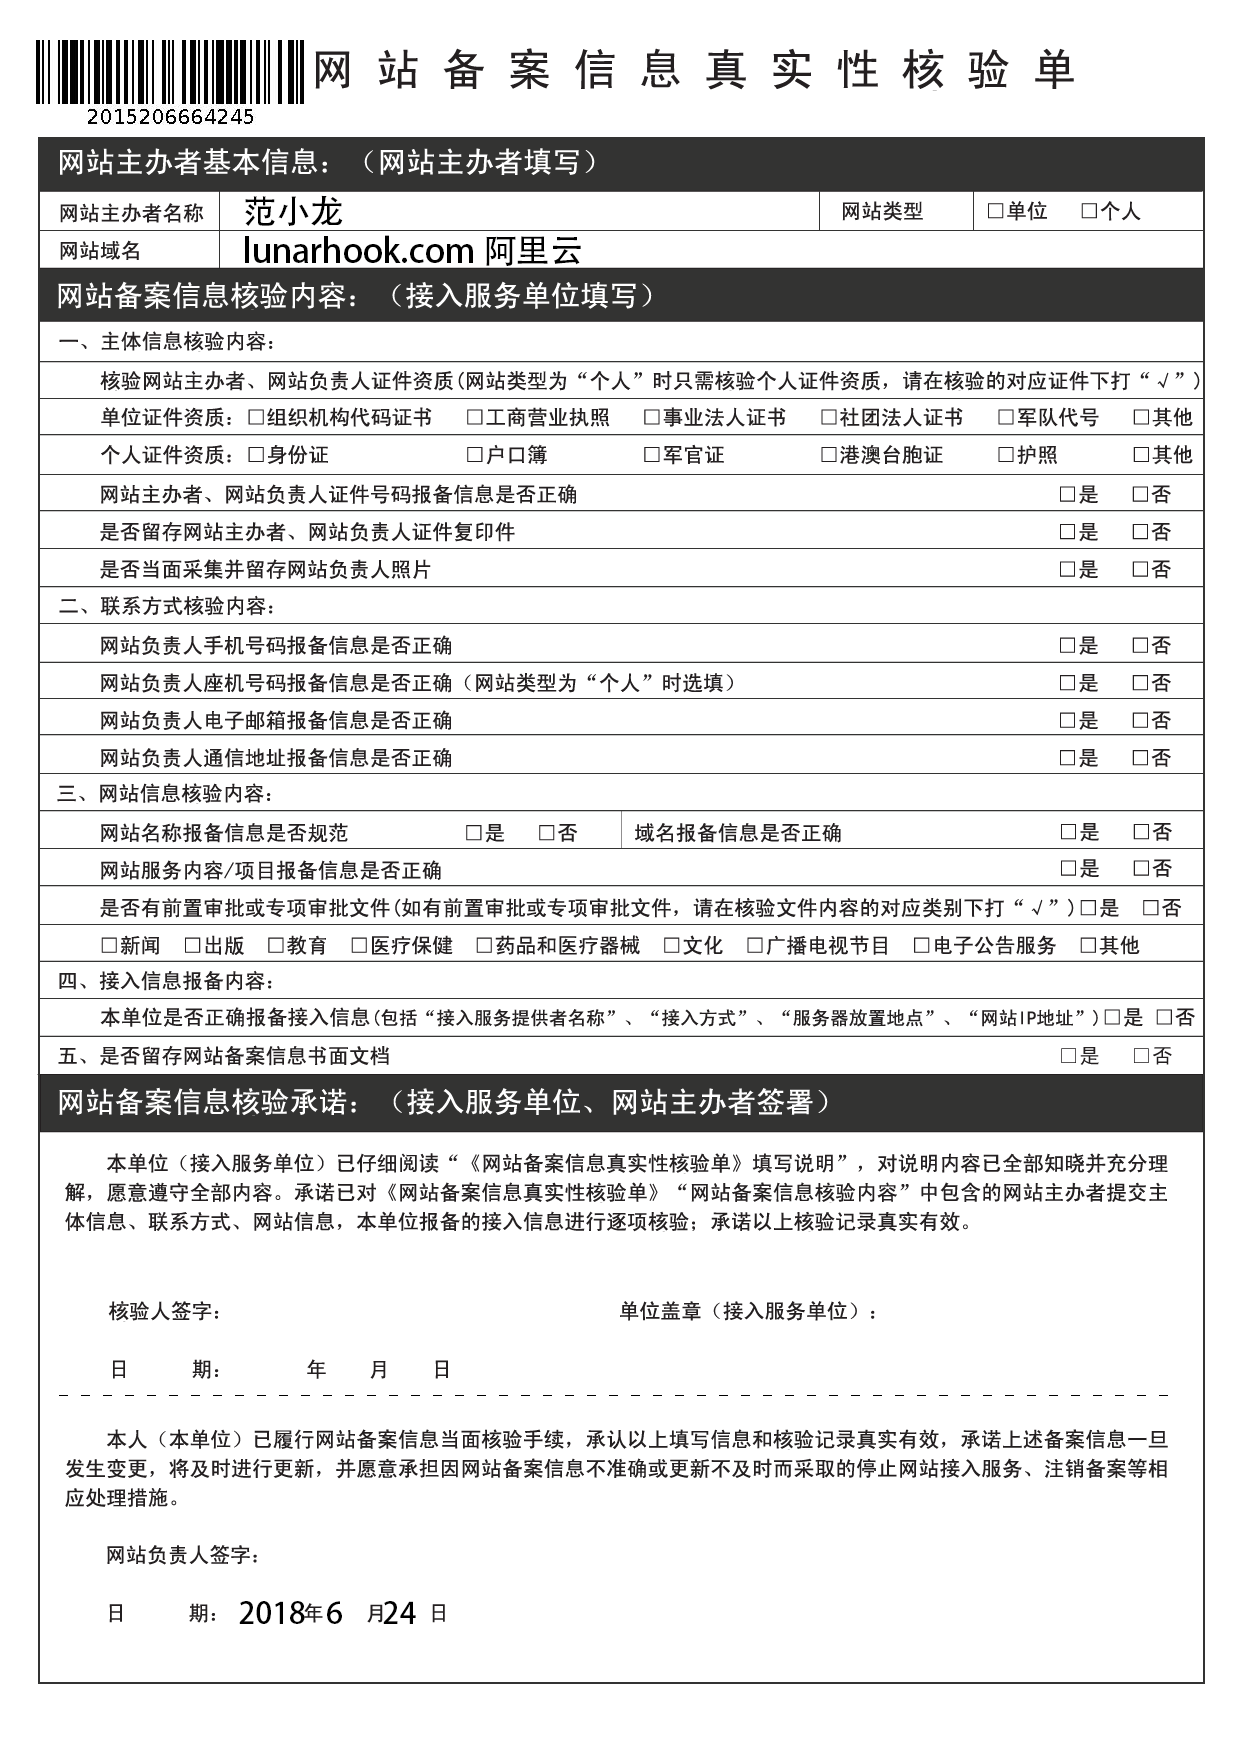 网站备案信息真实性核验单
2015206664245
网站主办者基本信息：（网站主办者填写）
网站主办者名称 范小龙 网站类型 □单位 □个人
网站域名 lunarhook.com 阿里云
网站备案信息核验内容：（接入服务单位填写）
一、主体信息核验内容：
核验网站主办者、网站负责人证件资质(网站类型为“个人”时只需核验个人证件资质，请在核验的对应证件下打“√”)
单位证件资质：□组织机构代码证书 □工商营业执照 □事业法人证书 □社团法人证书 □军队代号 □其他
个人证件资质：□身份证 □户口簿 □军官证 □港澳台胞证 □护照 □其他
网站主办者、网站负责人证件号码报备信息是否正确 □是 □否
是否留存网站主办者、网站负责人证件复印件 □是 □否
是否当面采集并留存网站负责人照片 □是 □否
二、联系方式核验内容：
网站负责人手机号码报备信息是否正确 □是 □否
网站负责人座机号码报备信息是否正确（网站类型为“个人”时选填） □是 □否
网站负责人电子邮箱报备信息是否正确 □是 □否
网站负责人通信地址报备信息是否正确 □是 □否
三、网站信息核验内容：
网站名称报备信息是否规范 □是 □否 域名报备信息是否正确 □是 □否
网站服务内容/项目报备信息是否正确 □是 □否
是否有前置审批或专项审批文件(如有前置审批或专项审批文件，请在核验文件内容的对应类别下打“√”)□是 □否
□新闻 □出版 □教育 □医疗保健 □药品和医疗器械 □文化 □广播电视节目 □电子公告服务 □其他
四、接入信息报备内容：
本单位是否正确报备接入信息(包括“接入服务提供者名称”、“接入方式”、“服务器放置地点”、“网站IP地址”)□是 □否
五、是否留存网站备案信息书面文档 □是 □否
网站备案信息核验承诺：（接入服务单位、网站主办者签署）
本单位（接入服务单位）已仔细阅读“《网站备案信息真实性核验单》填写说明”，对说明内容已全部知晓并充分理
解，愿意遵守全部内容。承诺已对《网站备案信息真实性核验单》“网站备案信息核验内容”中包含的网站主办者提交主
体信息、联系方式、网站信息，本单位报备的接入信息进行逐项核验；承诺以上核验记录真实有效。
核验人签字： 单位盖章（接入服务单位）：
日 期： 年 月 日
本人（本单位）已履行网站备案信息当面核验手续，承认以上填写信息和核验记录真实有效，承诺上述备案信息一旦
发生变更，将及时进行更新，并愿意承担因网站备案信息不准确或更新不及时而采取的停止网站接入服务、注销备案等相
应处理措施。
网站负责人签字：
日 期：2018年6 月24 日